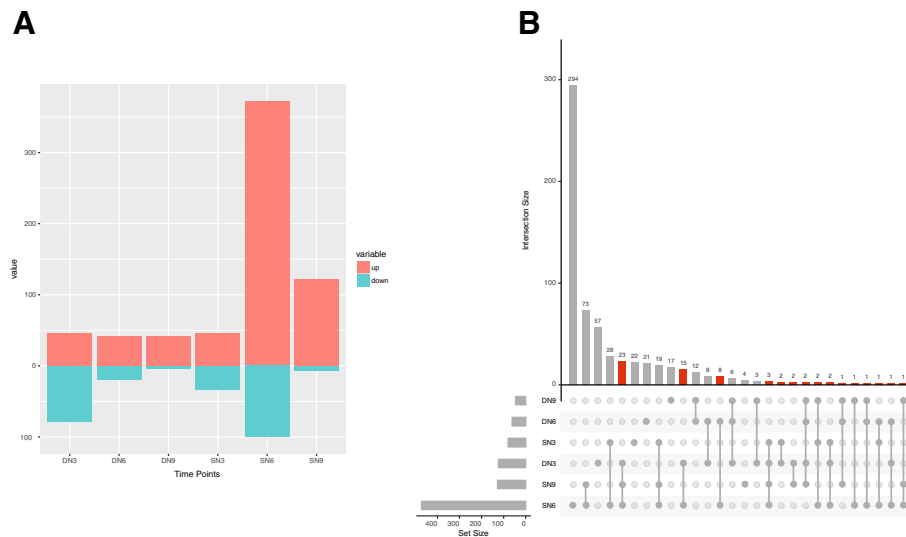 A
B
300
200
100
0
100
value
DN3 DN6 DN9 SN3 SN6 SN9
Time Points
variable
up
down
300
200
100
0
Intersection Size
294 73 57 28 23 22 21 19 17 15 12 8 8 6 4 3 3 2 2 2 2 2 1 1 1 1 1 1
DN9
DN6
SN3
DN3
SN9
SN6
400 300 200 100 0
Set Size